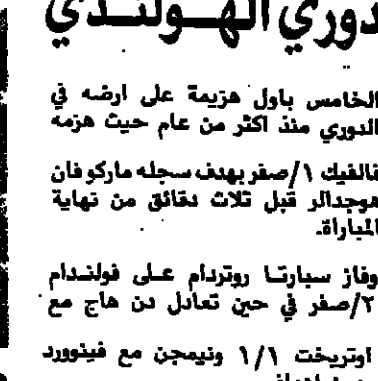 دوري الهولندي
الخامس باول هزيمة على ارضه في
الدوري منذ اكثر من عام حيث هزمه
فالفيك ١/صفر بهدف سجله ماركو فان
هوجدالر قبل ثلاث دقائق من نهاية
المباراة.
وفاز سبارتا روتردام على فولندام
٢/صفر في حين تعادل دن هاج مع
اوتريخت ١/١ ونيمجن مع فينوورد